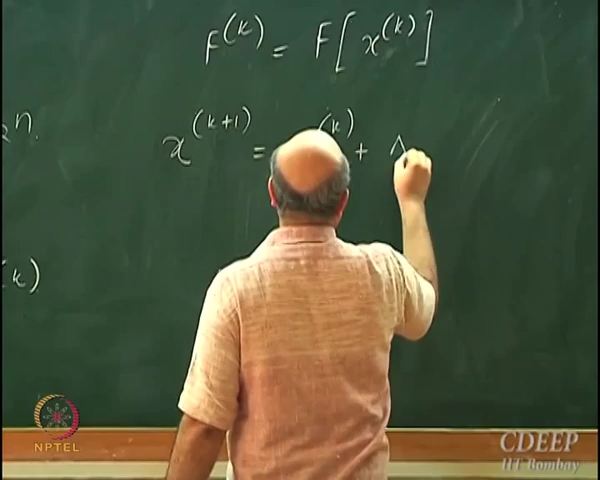 F^(k) = F[x^(k)]
n.
x^(k+1) = (k) +
(k)
NPTEL
CDEEP
IIT Bombay